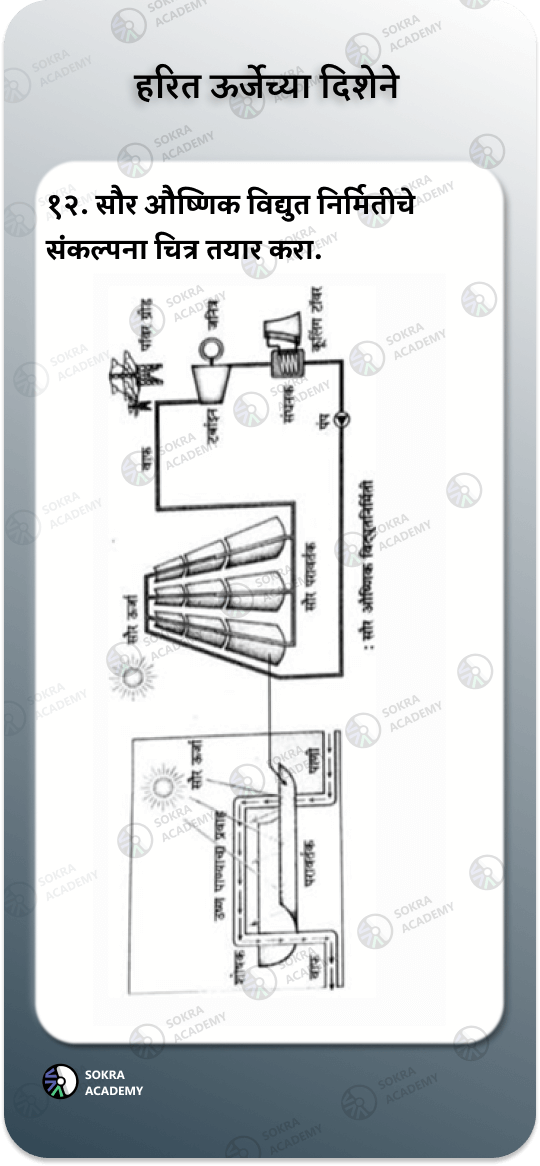 हरित ऊर्जेच्या दिशेने
१२. सौर औष्णिक विद्युत निर्मितीचे
संकल्पना चित्र तयार करा.
पॉवर ग्रीड
जनित्र
कूलिंग टॉवर
वाफ
टर्बाइन
संघनक
पंप
सौर ऊर्जा
सौर परावर्तक
: सौर औष्णिक विद्युतनिर्मिती
सौर ऊर्जा
उष्ण पाण्याचा प्रवाह
पाणी
परावर्तक
शोषक
वाफ
SOKRA
ACADEMY